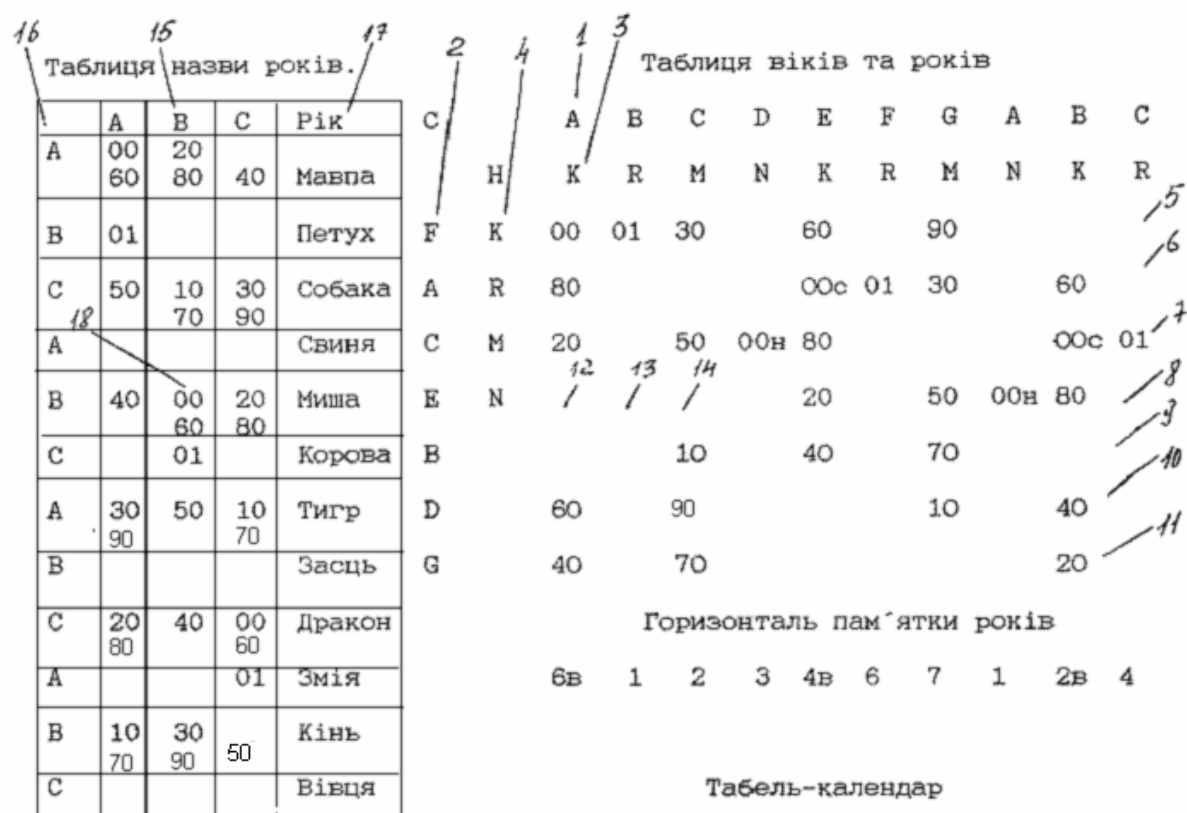 16 15 17 2 4 1 3
Таблиця назви років.
Таблиця віків та років
A B C Рік
A 00 20
60 80 40 Мавпа
B 01 Петух
C 50 10 30 Собака
70 90
18
A Свиня
B 40 00 20 Миша
60 80
C 01 Корова
A 30 50 10 Тигр
90 70
B Засць
C 20 40 00 Дракон
80 60
A 01 Змія
B 10 30 50 Кінь
70 90
C Вівця
C A B C D E F G A B C
H K R M N K R M N K R
5
F K 00 01 30 60 90
6
A R 80 00с 01 30 60
7
C M 20 50 00н 80 00с 01
12 13 14 8
E N 20 50 00н 80
9
B 10 40 70
10
D 60 90 10 40
11
G 40 70 20
Горизонталь пам´ятки років
6в 1 2 3 4в 6 7 1 2в 4
Табель-календар